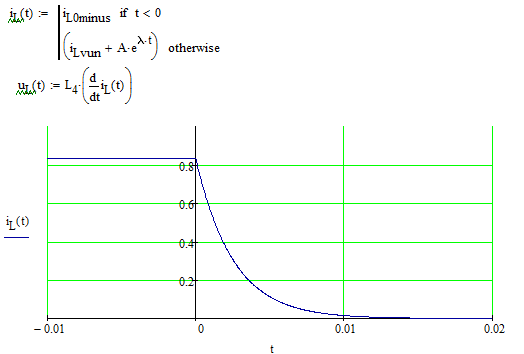 iL(t) := iL0minus if t < 0
(iLvun + A·e^λ·t) otherwise
uL(t) := L4·(d/dt iL(t))
0.8
0.6
iL(t)
0.4
0.2
−0.01 0 0.01 0.02
t